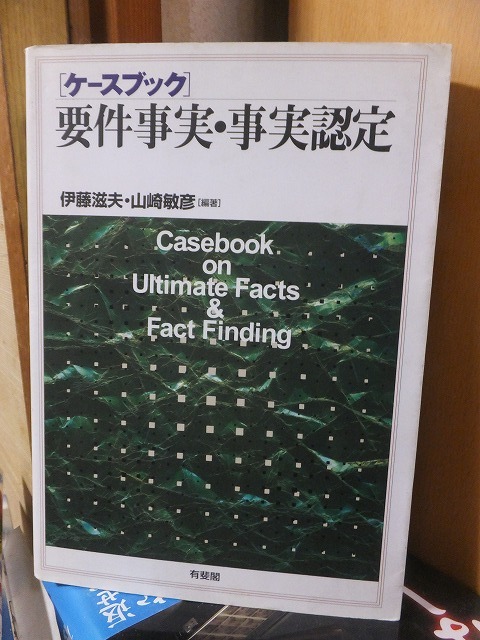 [ケースブック]
要件事実・事実認定
伊藤滋夫・山崎敏彦[編著]
Casebook
on
Ultimate Facts
&
Fact Finding
有斐閣